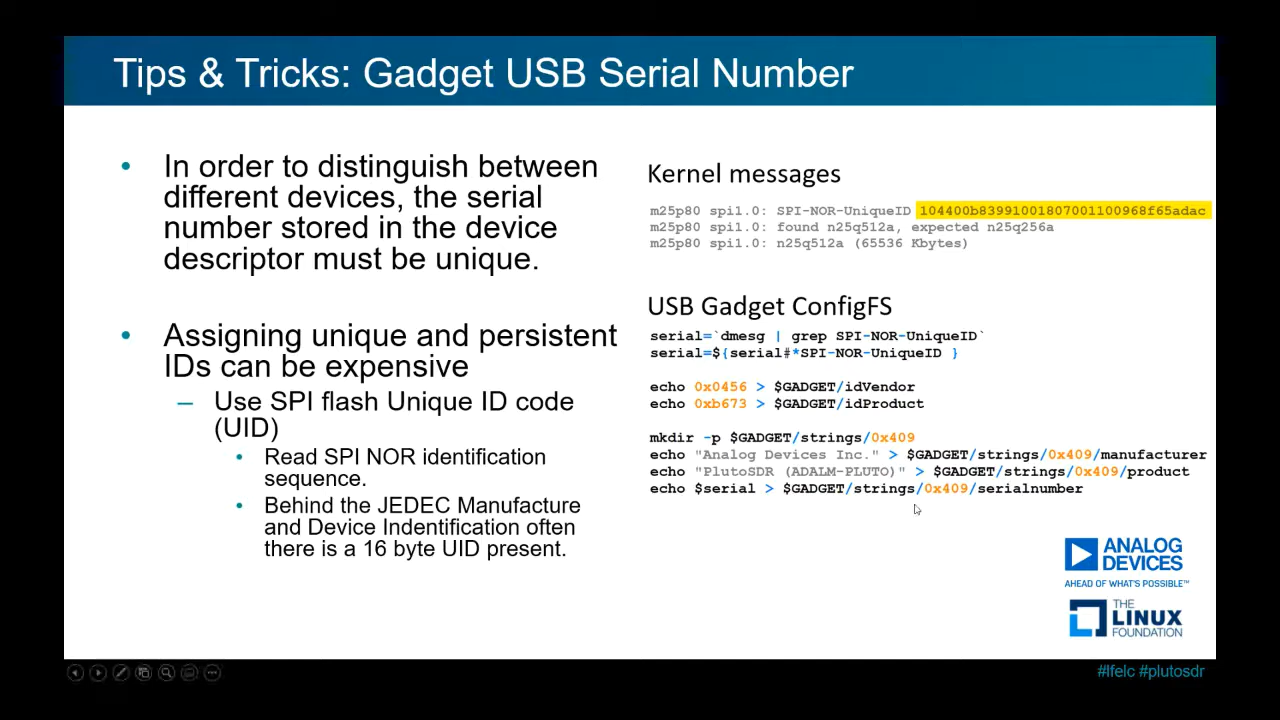 Tips & Tricks: Gadget USB Serial Number
• In order to distinguish between
different devices, the serial
number stored in the device
descriptor must be unique.
• Assigning unique and persistent
IDs can be expensive
– Use SPI flash Unique ID code
(UID)
• Read SPI NOR identification
sequence.
• Behind the JEDEC Manufacture
and Device Indentification often
there is a 16 byte UID present.
Kernel messages
m25p80 spi1.0: SPI-NOR-UniqueID 104400b83991001807001100968f65adac
m25p80 spi1.0: found n25q512a, expected n25q256a
m25p80 spi1.0: n25q512a (65536 Kbytes)
USB Gadget ConfigFS
serial=`dmesg | grep SPI-NOR-UniqueID`
serial=${serial#*SPI-NOR-UniqueID }
echo 0x0456 > $GADGET/idVendor
echo 0xb673 > $GADGET/idProduct
mkdir -p $GADGET/strings/0x409
echo "Analog Devices Inc." > $GADGET/strings/0x409/manufacturer
echo "PlutoSDR (ADALM-PLUTO)" > $GADGET/strings/0x409/product
echo $serial > $GADGET/strings/0x409/serialnumber
ANALOG
DEVICES
AHEAD OF WHAT'S POSSIBLE™
THE
LINUX
FOUNDATION
#lfelc #plutosdr